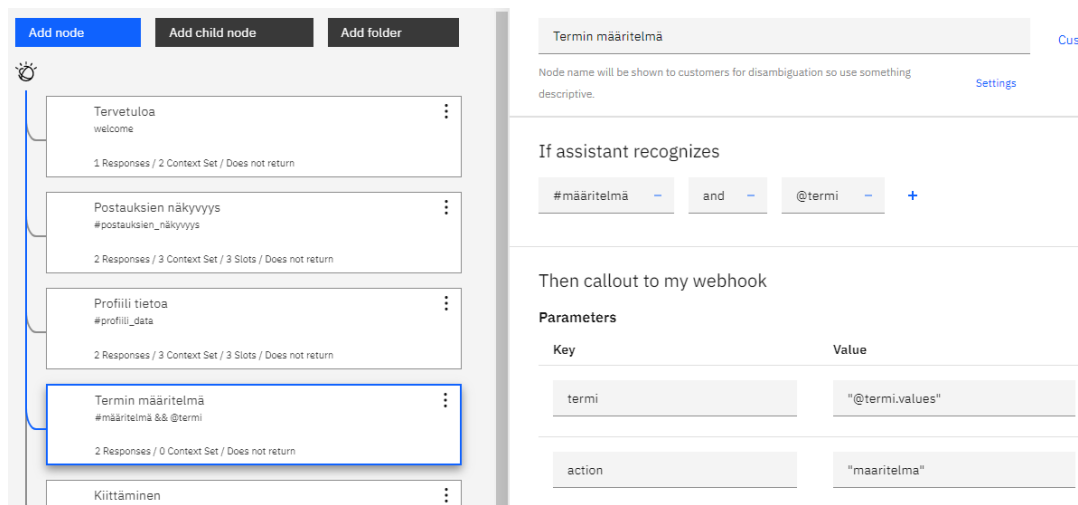 Add node
Add child node
Add folder
Tervetuloa
welcome
1 Responses / 2 Context Set / Does not return
Postauksien näkyvyys
#postauksien_näkyvyys
2 Responses / 3 Context Set / 3 Slots / Does not return
Profiili tietoa
#profiili_data
2 Responses / 3 Context Set / 3 Slots / Does not return
Termin määritelmä
#määritelmä && @termi
2 Responses / 0 Context Set / Does not return
Kiittäminen
Termin määritelmä
Cus
Node name will be shown to customers for disambiguation so use something
descriptive.
Settings
If assistant recognizes
#määritelmä − and − @termi − +
Then callout to my webhook
Parameters
Key Value
termi "@termi.values"
action "maaritelma"